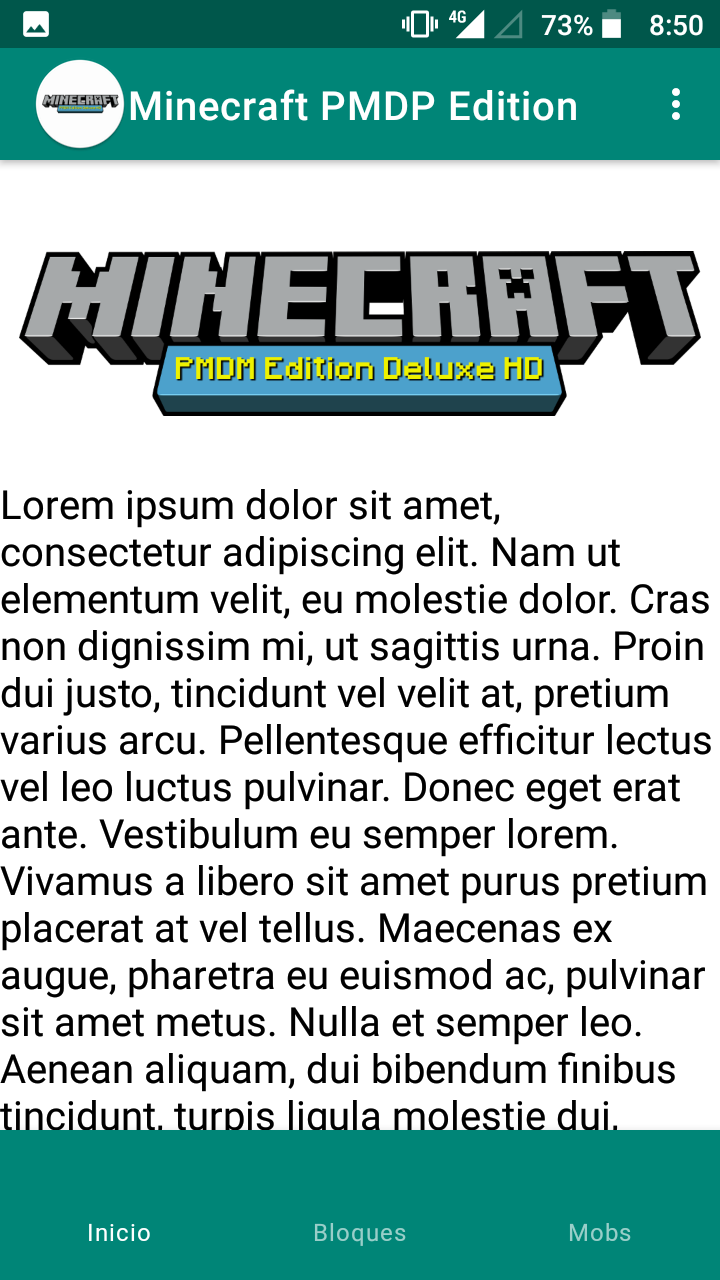 4G 73% 8:50
MINECRAFT Minecraft PMDP Edition
MINECRAFT
PMDM Edition Deluxe HD
Lorem ipsum dolor sit amet,
consectetur adipiscing elit. Nam ut
elementum velit, eu molestie dolor. Cras
non dignissim mi, ut sagittis urna. Proin
dui justo, tincidunt vel velit at, pretium
varius arcu. Pellentesque efficitur lectus
vel leo luctus pulvinar. Donec eget erat
ante. Vestibulum eu semper lorem.
Vivamus a libero sit amet purus pretium
placerat at vel tellus. Maecenas ex
augue, pharetra eu euismod ac, pulvinar
sit amet metus. Nulla et semper leo.
Aenean aliquam, dui bibendum finibus
tincidunt, turpis ligula molestie dui,
Inicio Bloques Mobs